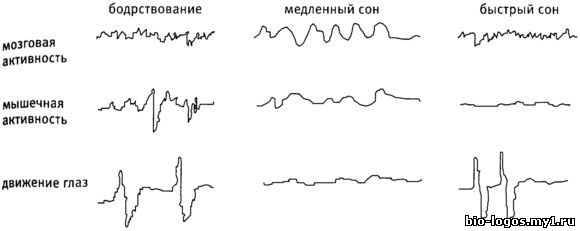 бодрствование медленный сон быстрый сон
мозговая
активность
мышечная
активность
движение глаз
bio-logos.my1.ru